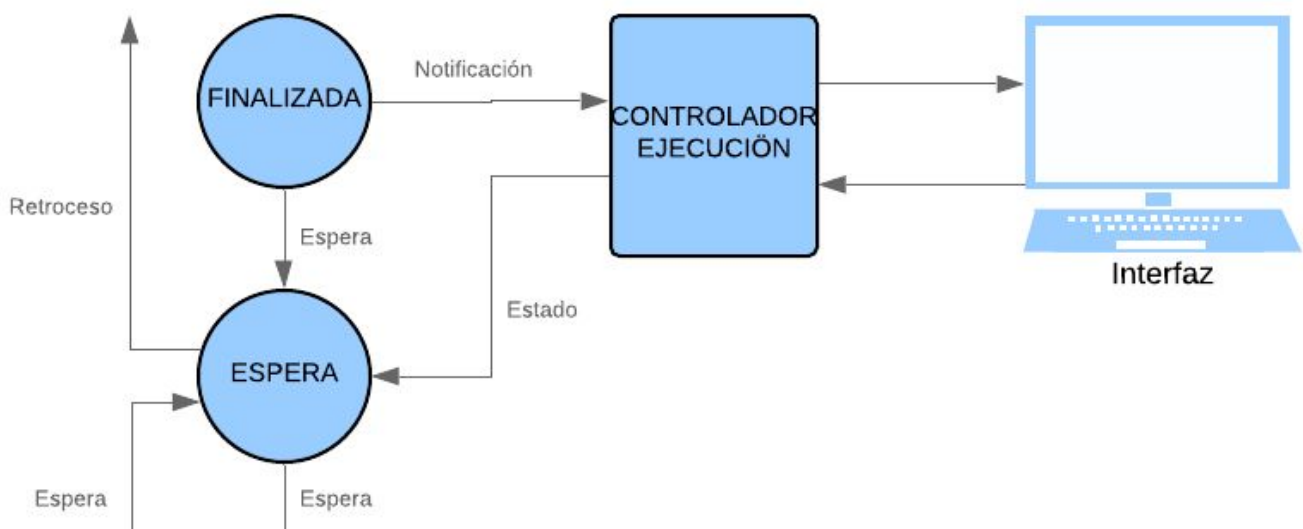 Notificación
FINALIZADA
CONTROLADOR
EJECUCIÖN
Retroceso
Espera
Interfaz
Estado
ESPERA
Espera
Espera